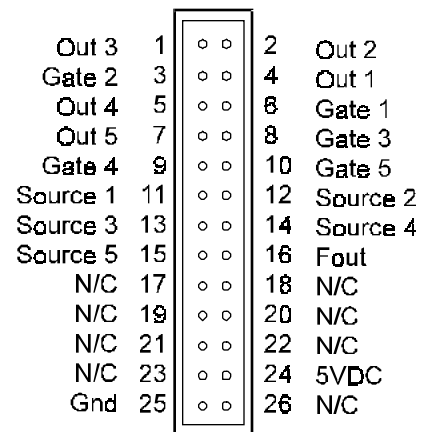 Out 3 1 2 Out 2
Gate 2 3 4 Out 1
Out 4 5 6 Gate 1
Out 5 7 8 Gate 3
Gate 4 9 10 Gate 5
Source 1 11 12 Source 2
Source 3 13 14 Source 4
Source 5 15 16 Fout
N/C 17 18 N/C
N/C 19 20 N/C
N/C 21 22 N/C
N/C 23 24 5VDC
Gnd 25 26 N/C